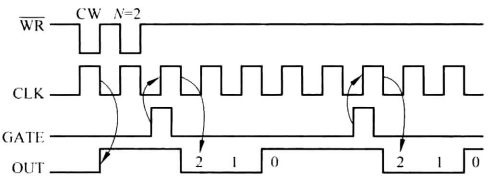 CW N=2
WR
CLK
GATE
OUT 2 1 0 2 1 0